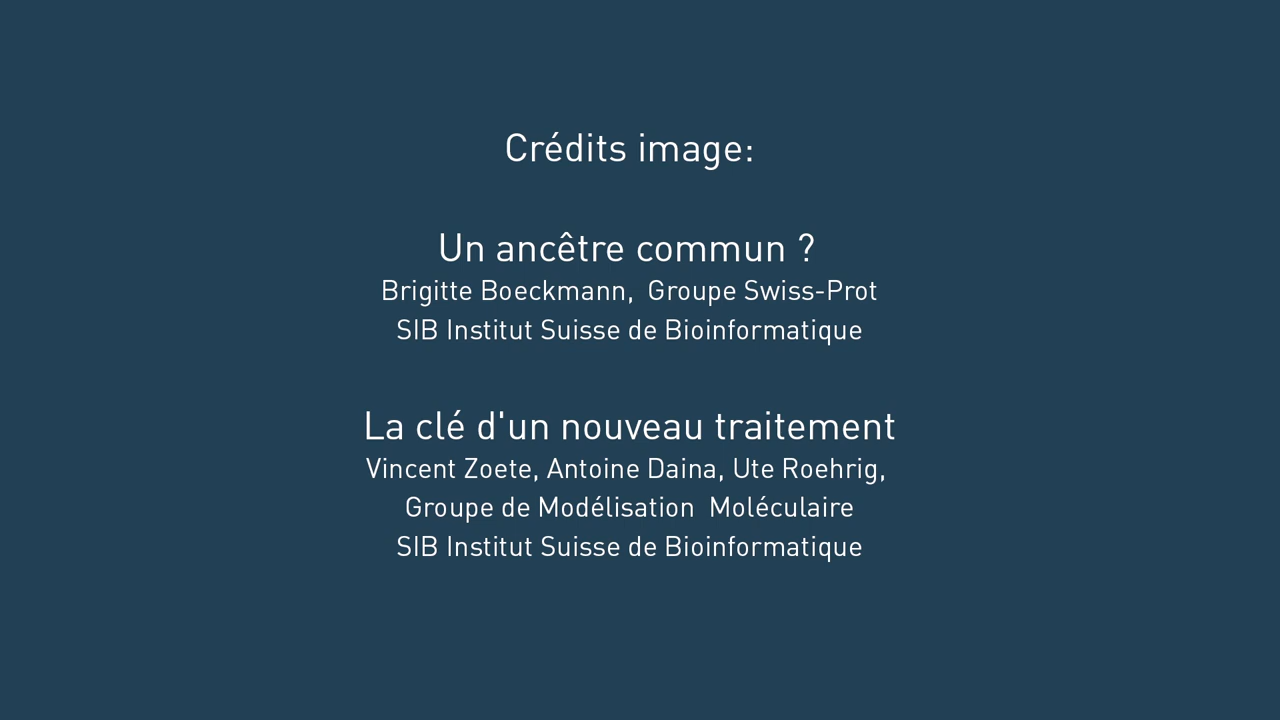 Crédits image:
Un ancêtre commun ?
Brigitte Boeckmann, Groupe Swiss-Prot
SIB Institut Suisse de Bioinformatique
La clé d'un nouveau traitement
Vincent Zoete, Antoine Daina, Ute Roehrig,
Groupe de Modélisation Moléculaire
SIB Institut Suisse de Bioinformatique